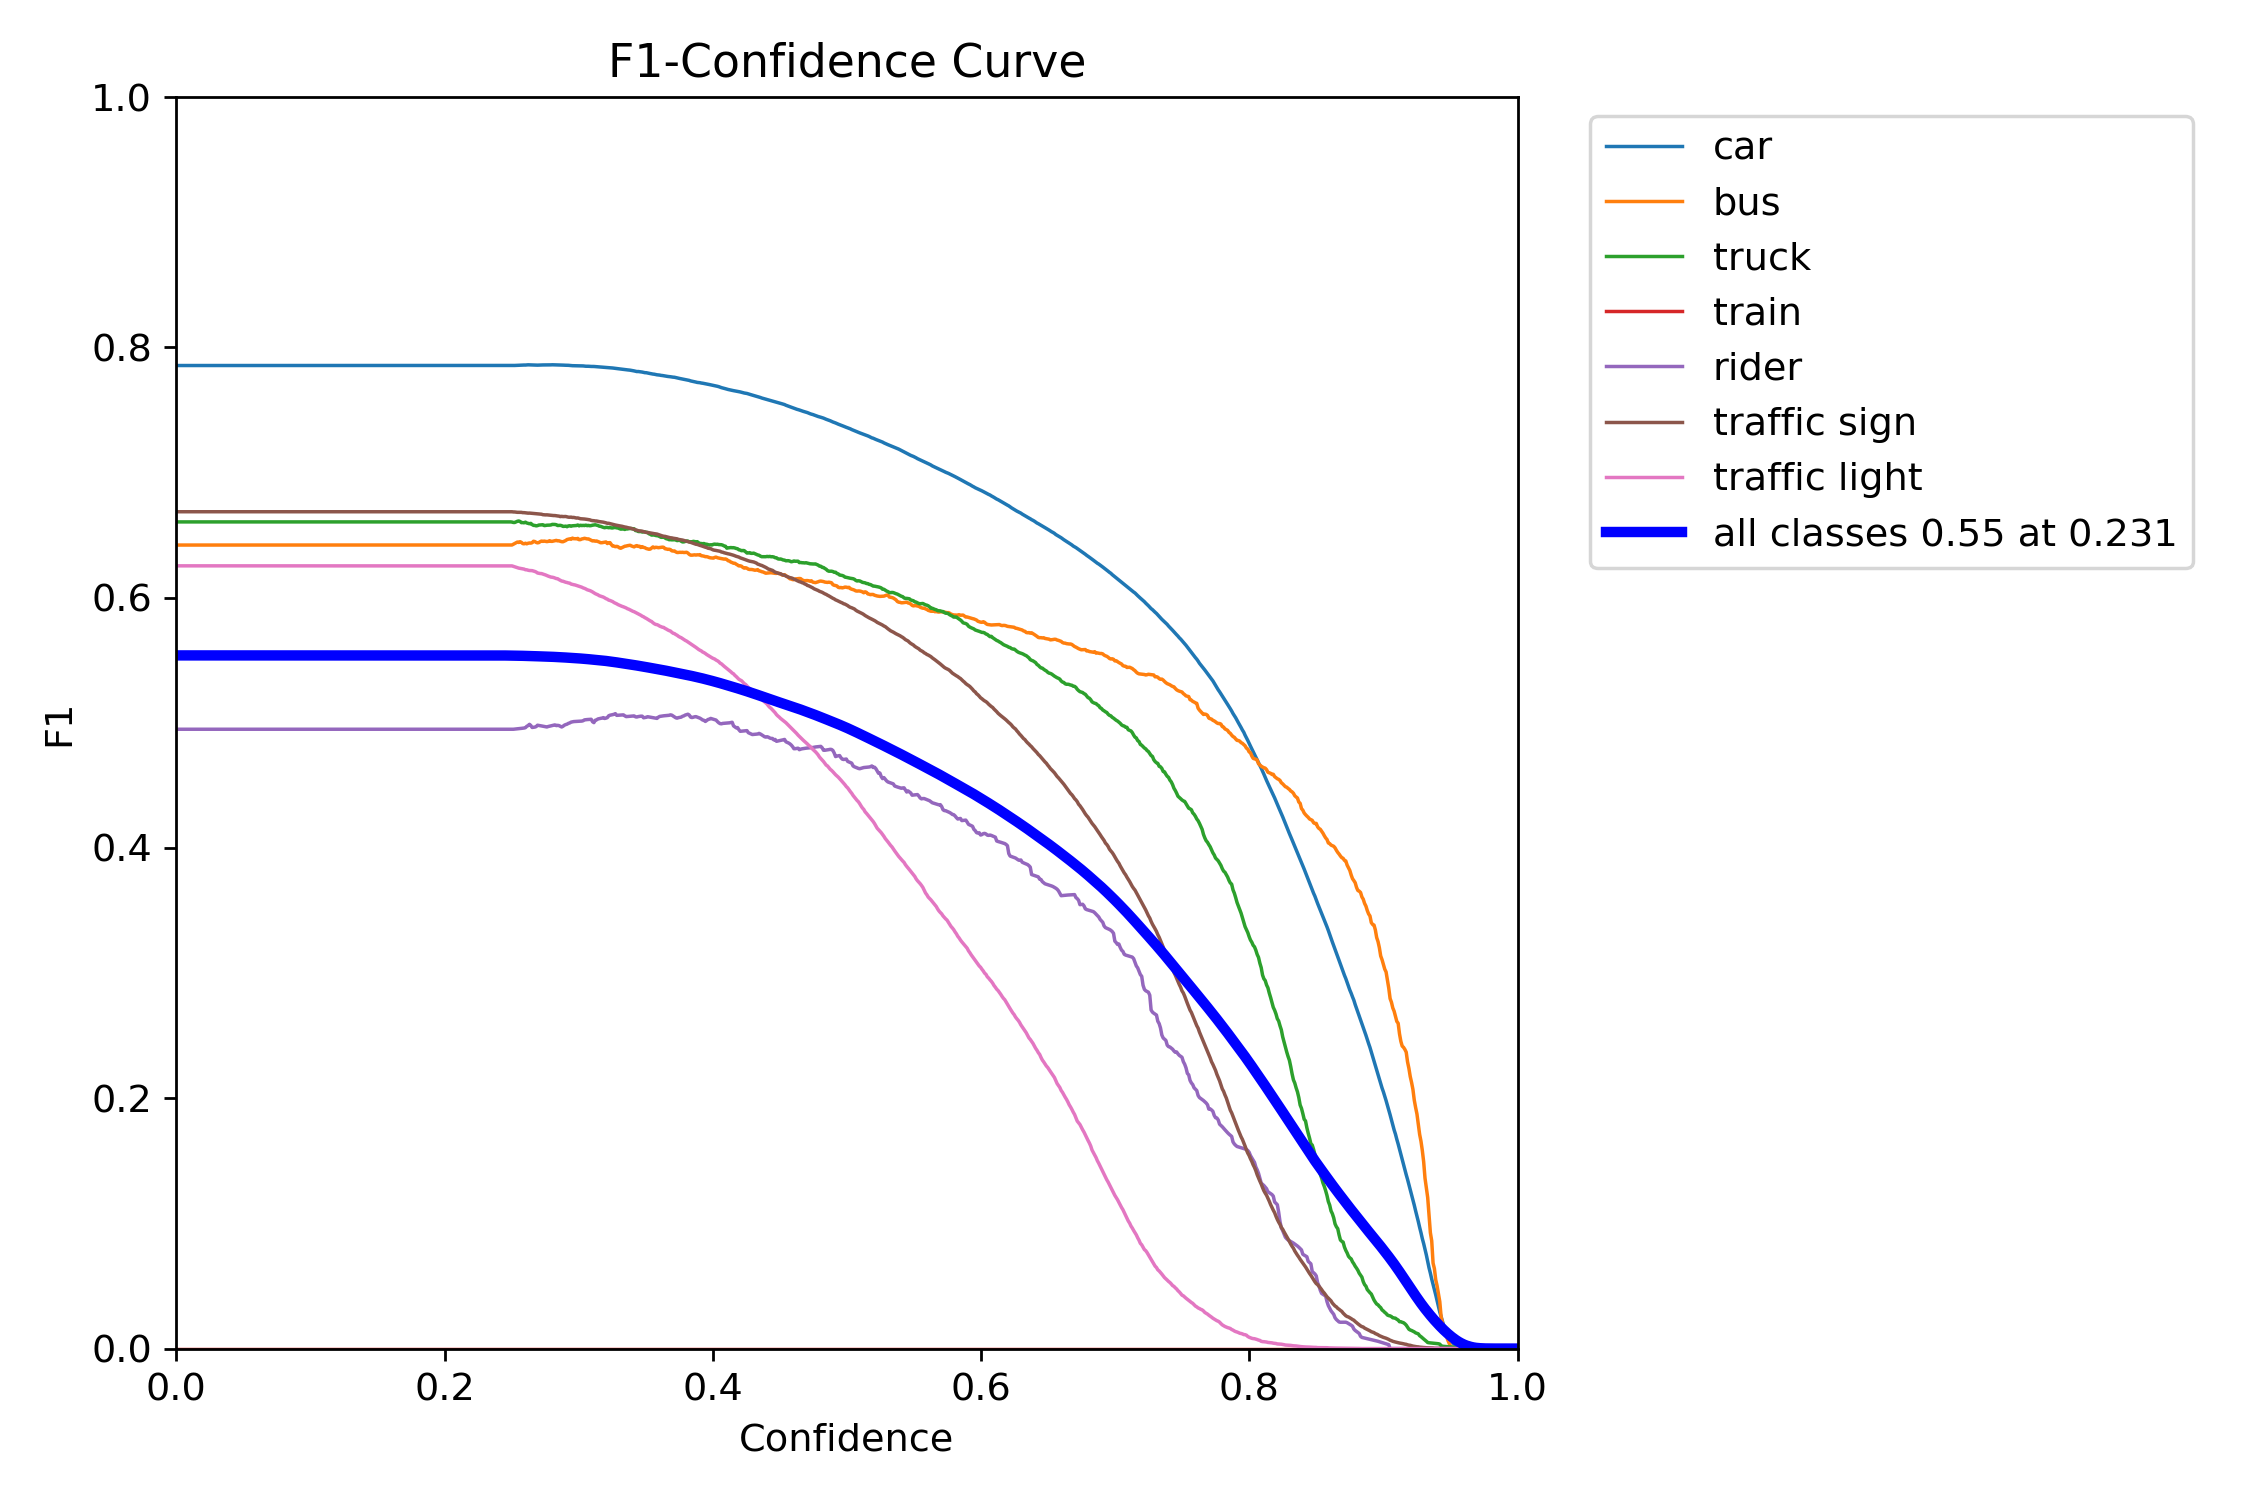 F1-Confidence Curve
1.0
0.8
0.6
0.4
0.2
0.0
F1
0.0 0.2 0.4 0.6 0.8 1.0
Confidence
car
bus
truck
train
rider
traffic sign
traffic light
all classes 0.55 at 0.231